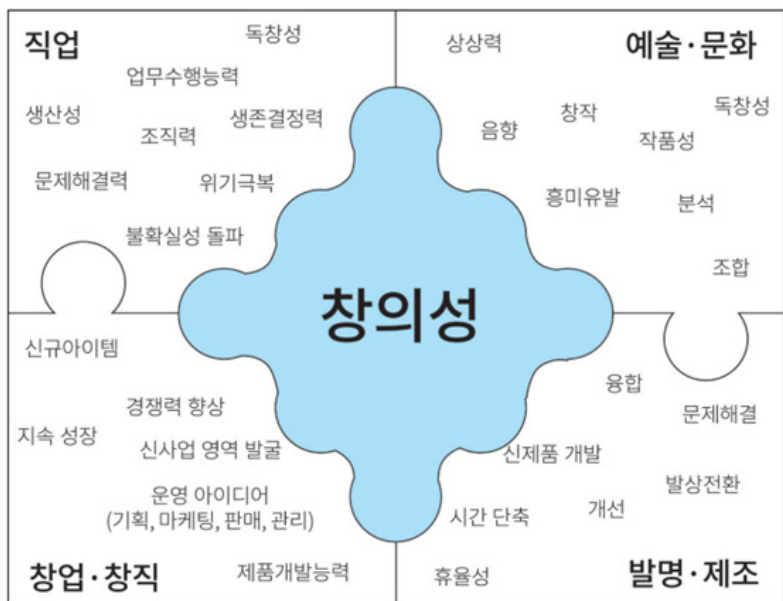 직업
독창성
업무수행능력
생산성
생존결정력
조직력
문제해결력
위기극복
불확실성 돌파
예술·문화
상상력
독창성
창작
음향
작품성
흥미유발
분석
조합
창의성
신규아이템
경쟁력 향상
지속 성장
신사업 영역 발굴
운영 아이디어
(기획, 마케팅, 판매, 관리)
제품개발능력
창업·창직
융합
문제해결
신제품 개발
발상전환
개선
시간 단축
휴율성
발명·제조